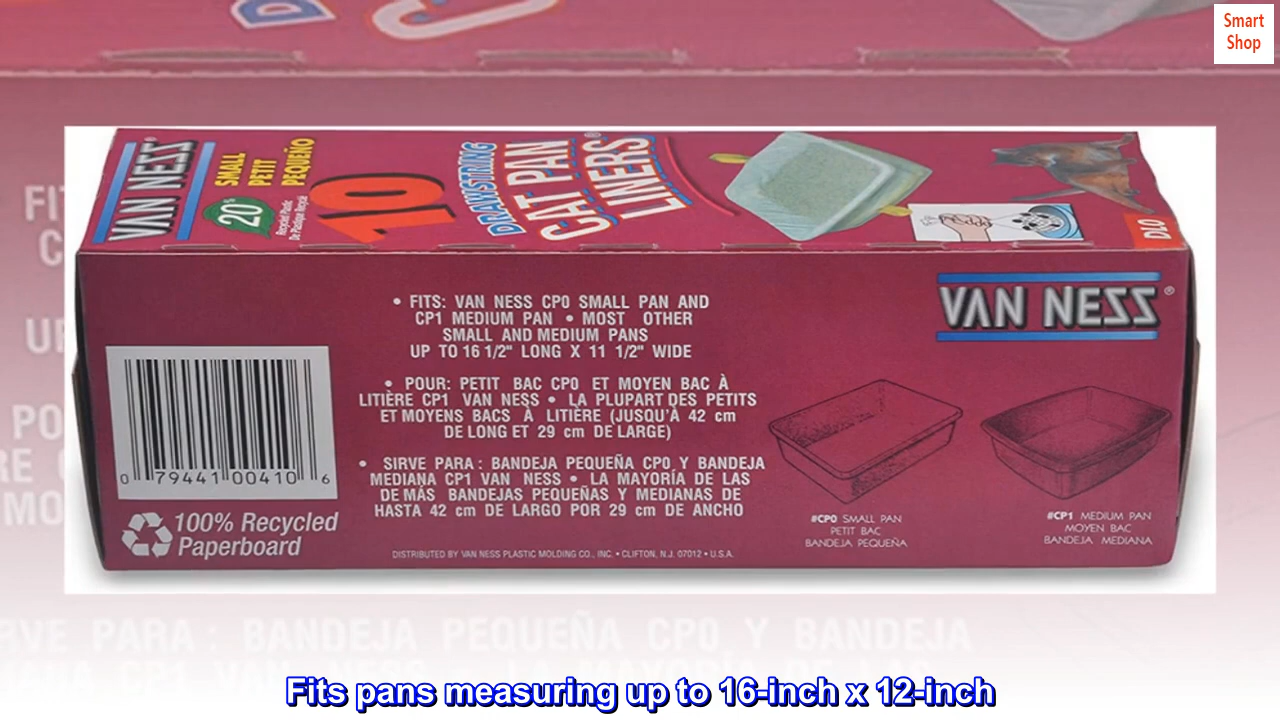 Smart
Shop
VAN NESS®
SMALL
PETIT
PEQUEÑO
20%
Recycled Plastic
De Plastique Recyclé
10
DRAWSTRING
CAT PAN
LINERS®
DL0
VAN NESS®
• FITS: VAN NESS CP0 SMALL PAN AND
CP1 MEDIUM PAN • MOST OTHER
SMALL AND MEDIUM PANS
UP TO 16 1/2" LONG X 11 1/2" WIDE
• POUR: PETIT BAC CP0 ET MOYEN BAC À
LITIÈRE CP1 VAN NESS • LA PLUPART DES PETITS
ET MOYENS BACS À LITIÈRE (JUSQU'À 42 cm
DE LONG ET 29 cm DE LARGE)
• SIRVE PARA: BANDEJA PEQUEÑA CP0 Y BANDEJA
MEDIANA CP1 VAN NESS • LA MAYORÍA DE LAS
DEMÁS BANDEJAS PEQUEÑAS Y MEDIANAS DE
HASTA 42 cm DE LARGO POR 29 cm DE ANCHO
DISTRIBUTED BY VAN NESS PLASTIC MOLDING CO., INC. • CLIFTON, N.J. 07012 • U.S.A.
0 79441 00410 6
100% Recycled
Paperboard
#CP0 SMALL PAN
PETIT BAC
BANDEJA PEQUEÑA
#CP1 MEDIUM PAN
MOYEN BAC
BANDEJA MEDIANA
RVE PARA: BANDEJA PEQUEÑA CP0 Y BANDEJA
Fits pans measuring up to 16-inch x 12-inch